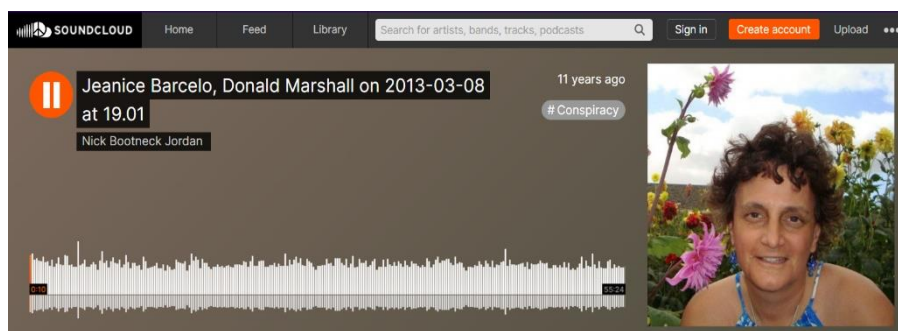 SOUNDCLOUD Home Feed Library Search for artists, bands, tracks, podcasts Sign in Create account Upload
Jeanice Barcelo, Donald Marshall on 2013-03-08
at 19.01
Nick Bootneck Jordan
11 years ago
# Conspiracy
0:10 55:24